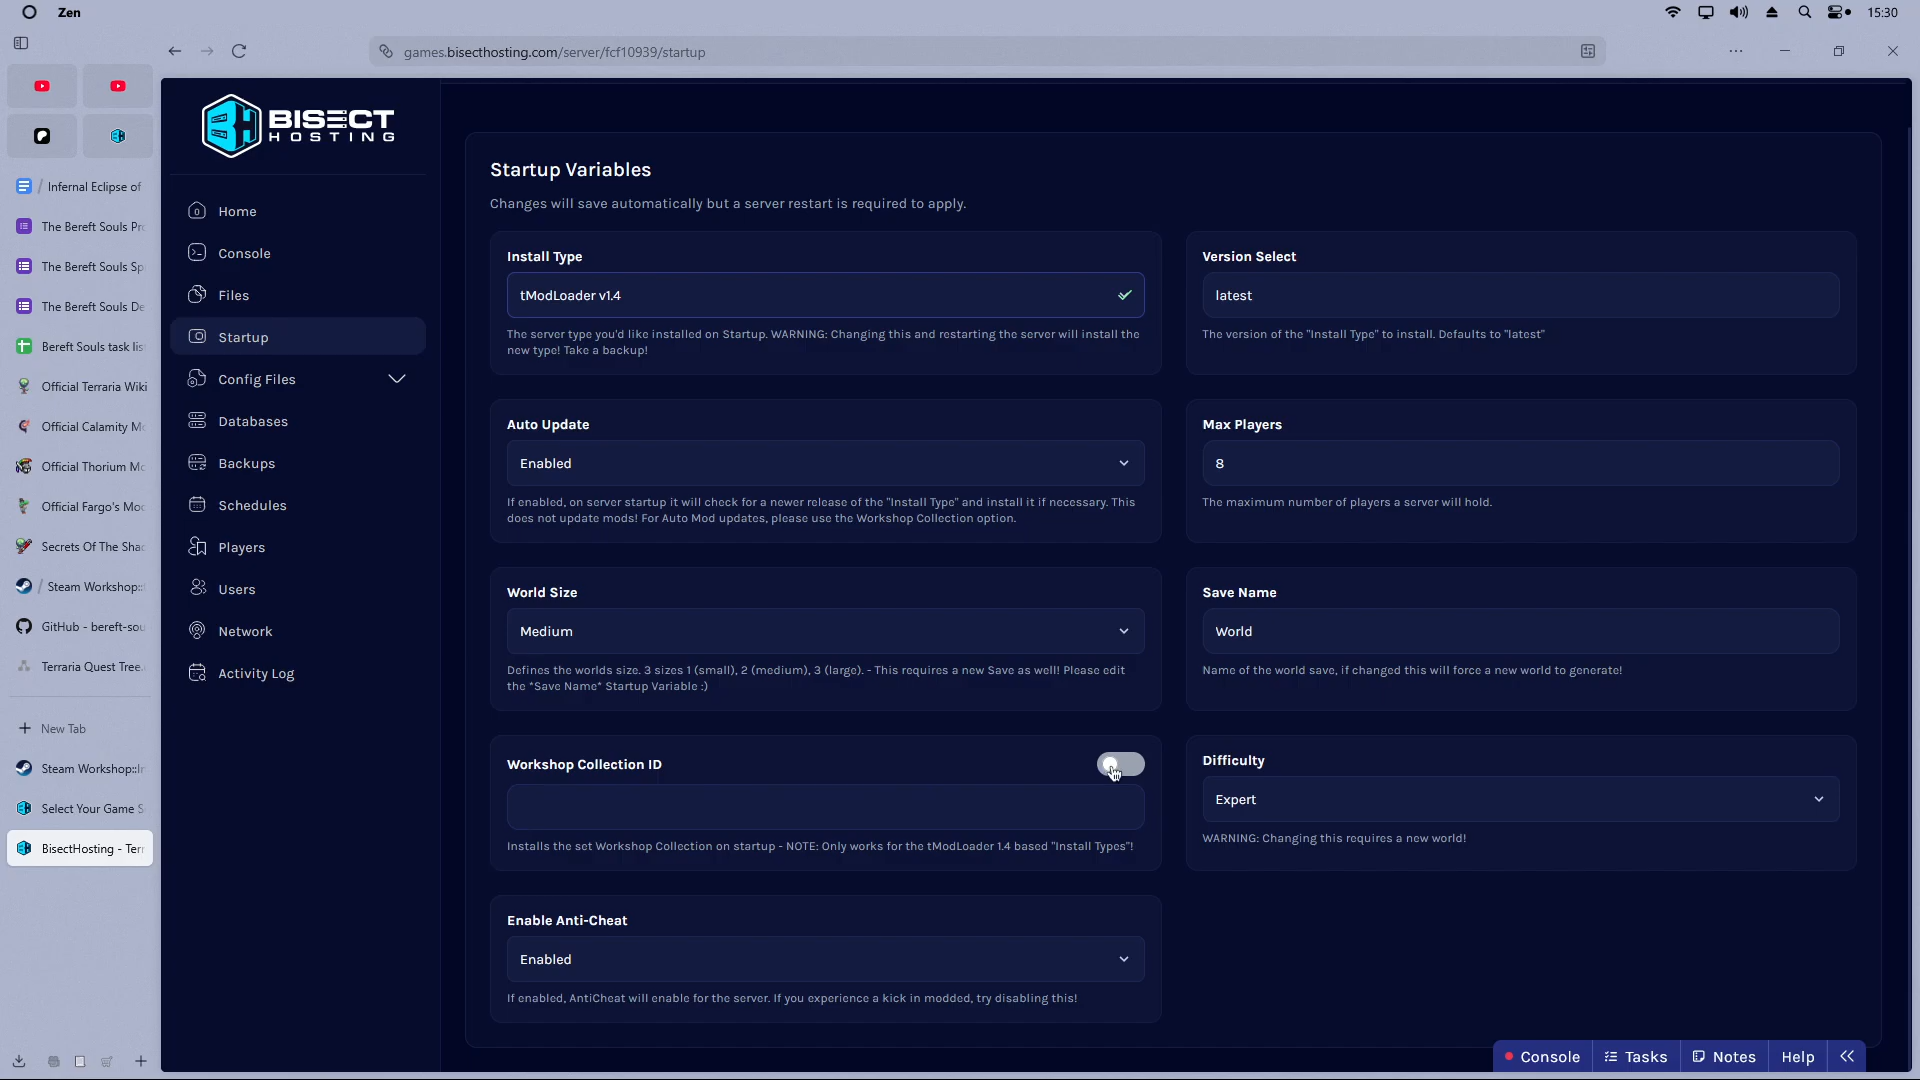 Zen
15:30
games.bisecthosting.com/server/fcf10939/startup
/ Infernal Eclipse of
The Bereft Souls Pr
The Bereft Souls Sp
The Bereft Souls De
Bereft Souls task lis
Official Terraria Wiki
Official Calamity Mo
Official Thorium Mo
Official Fargo's Mod
Secrets Of The Shad
/ Steam Workshop::
GitHub - bereft-sou
Terraria Quest Tree.
New Tab
Steam Workshop::In
Select Your Game S
BisectHosting - Terr
BISECT
HOSTING
Home
Console
Files
Startup
Config Files
Databases
Backups
Schedules
Players
Users
Network
Activity Log
Startup Variables
Changes will save automatically but a server restart is required to apply.
Install Type
tModLoader v1.4
The server type you'd like installed on Startup. WARNING: Changing this and restarting the server will install the
new type! Take a backup!
Version Select
latest
The version of the "Install Type" to install. Defaults to "latest"
Auto Update
Enabled
If enabled, on server startup it will check for a newer release of the "Install Type" and install it if necessary. This
does not update mods! For Auto Mod updates, please use the Workshop Collection option.
Max Players
8
The maximum number of players a server will hold.
World Size
Medium
Defines the worlds size. 3 sizes 1 (small), 2 (medium), 3 (large). - This requires a new Save as well! Please edit
the *Save Name* Startup Variable :)
Save Name
World
Name of the world save, if changed this will force a new world to generate!
Workshop Collection ID
Installs the set Workshop Collection on startup - NOTE: Only works for the tModLoader 1.4 based "Install Types"!
Difficulty
Expert
WARNING: Changing this requires a new world!
Enable Anti-Cheat
Enabled
If enabled, AntiCheat will enable for the server. If you experience a kick in modded, try disabling this!
Console
Tasks
Notes
Help